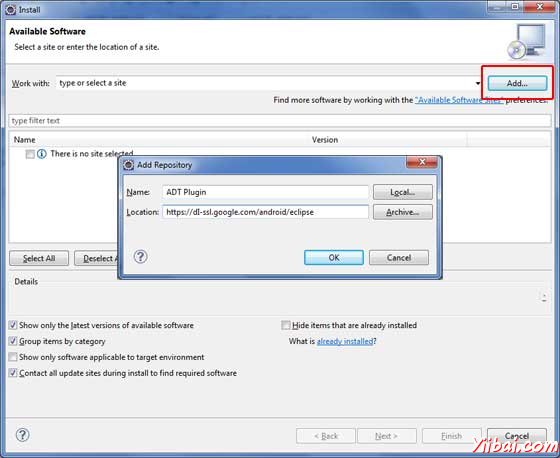 Install
Available Software
Select a site or enter the location of a site.
Work with: type or select a site Add...
Find more software by working with the "Available Software Sites" preferences.
type filter text
Name Version
There is no site selected.
Add Repository
Name: ADT Plugin Local...
Location: https://dl-ssl.google.com/android/eclipse Archive...
OK Cancel
Select All Deselect A
Details
Show only the latest versions of available software Hide items that are already installed
Group items by category What is already installed?
Show only software applicable to target environment
Contact all update sites during install to find required software
< Back Next > Finish Cancel
Yiibai.com